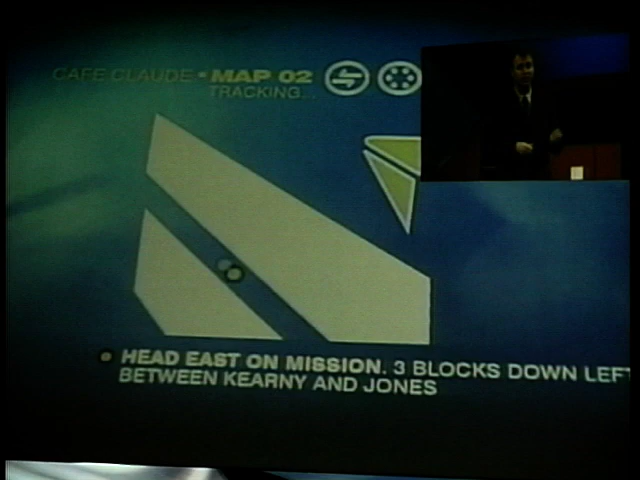 CAFE CLAUDE • MAP 02
TRACKING...
HEAD EAST ON MISSION. 3 BLOCKS DOWN LEFT
BETWEEN KEARNY AND JONES